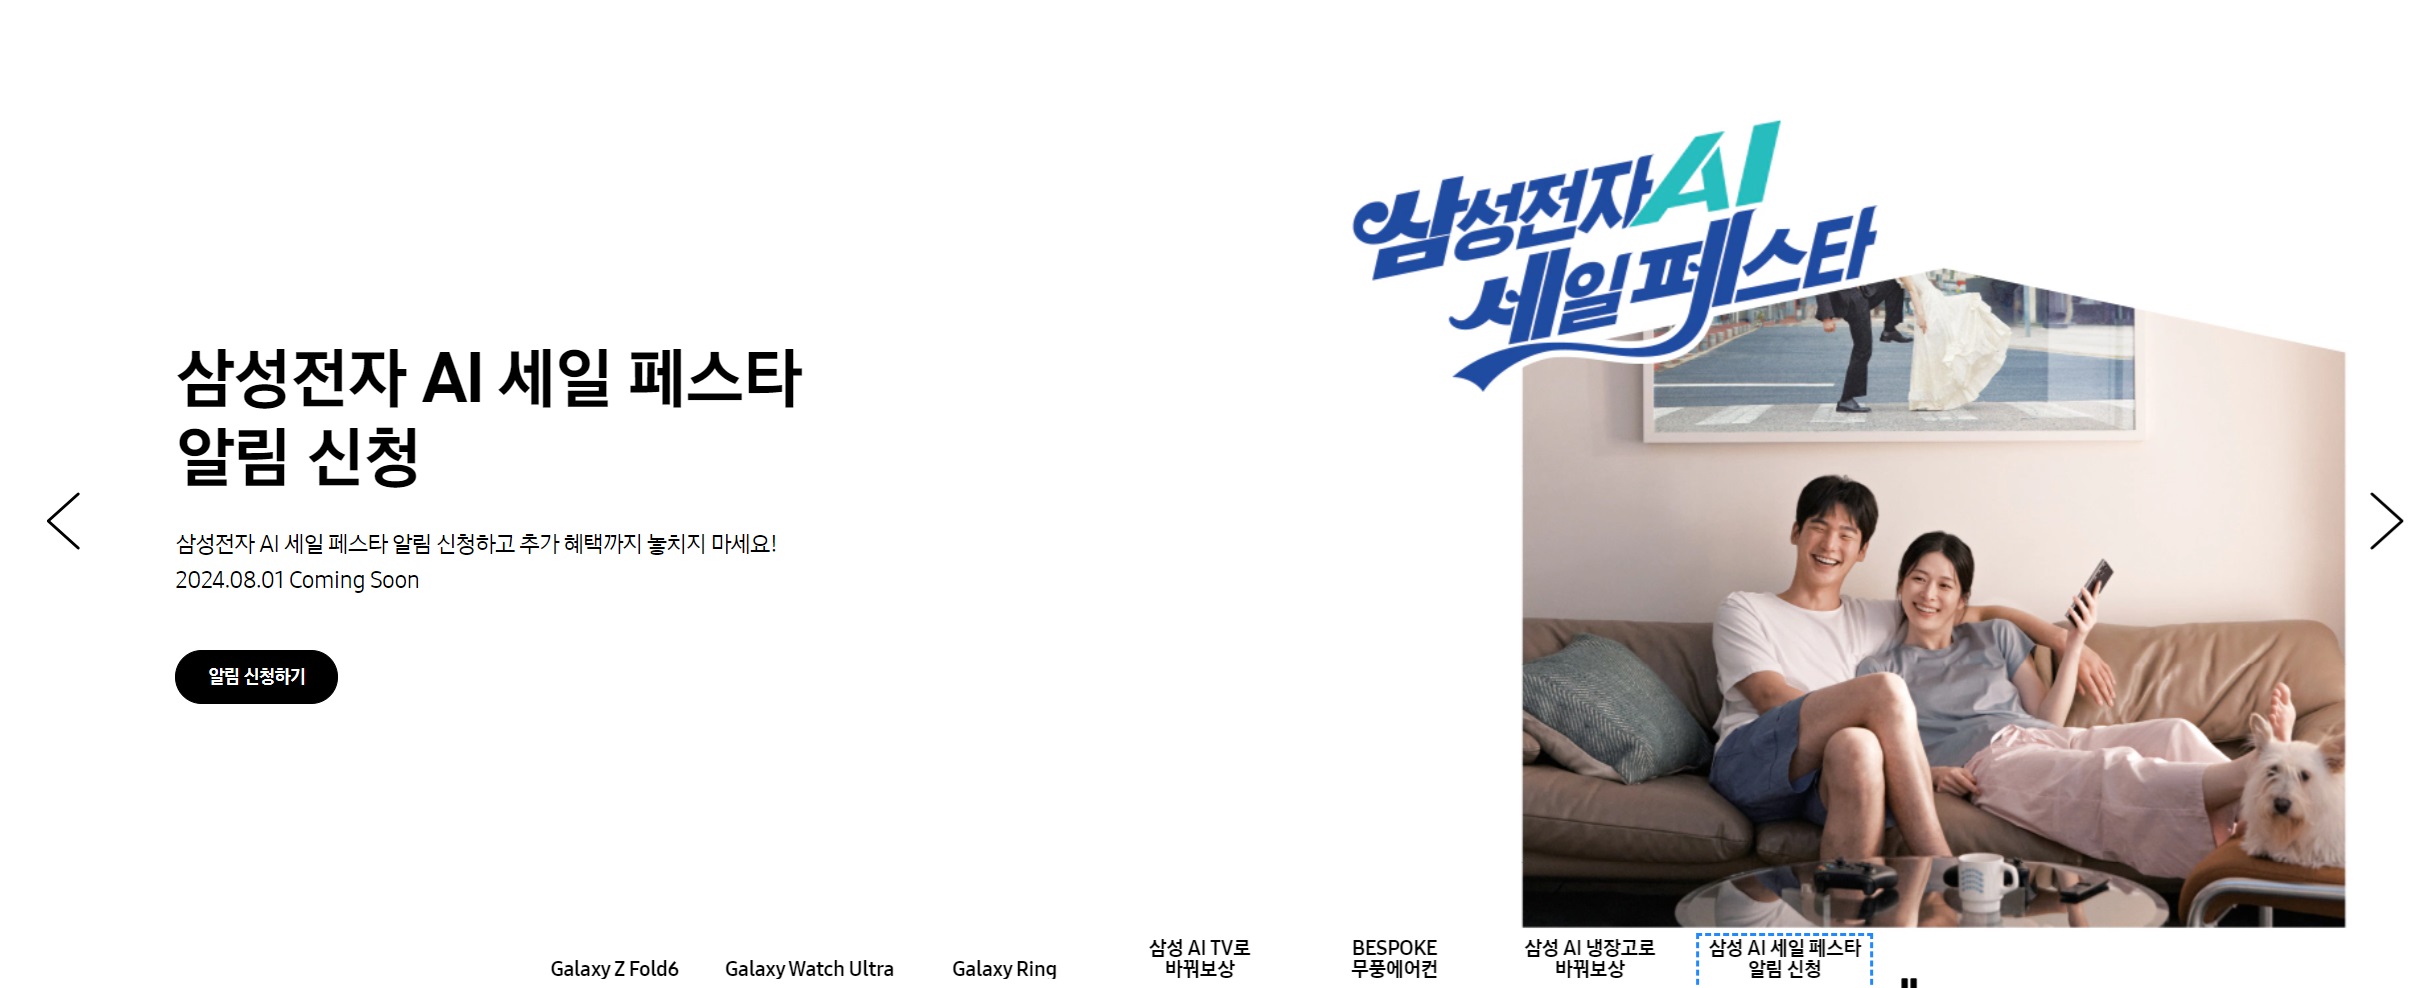 삼성전자 AI
세일 페스타
삼성전자 AI 세일 페스타
알림 신청
삼성전자 AI 세일 페스타 알림 신청하고 추가 혜택까지 놓치지 마세요!
2024.08.01 Coming Soon
알림 신청하기
Galaxy Z Fold6
Galaxy Watch Ultra
Galaxy Ring
삼성 AI TV로
바꿔보상
BESPOKE
무풍에어컨
삼성 AI 냉장고로
바꿔보상
삼성 AI 세일 페스타
알림 신청